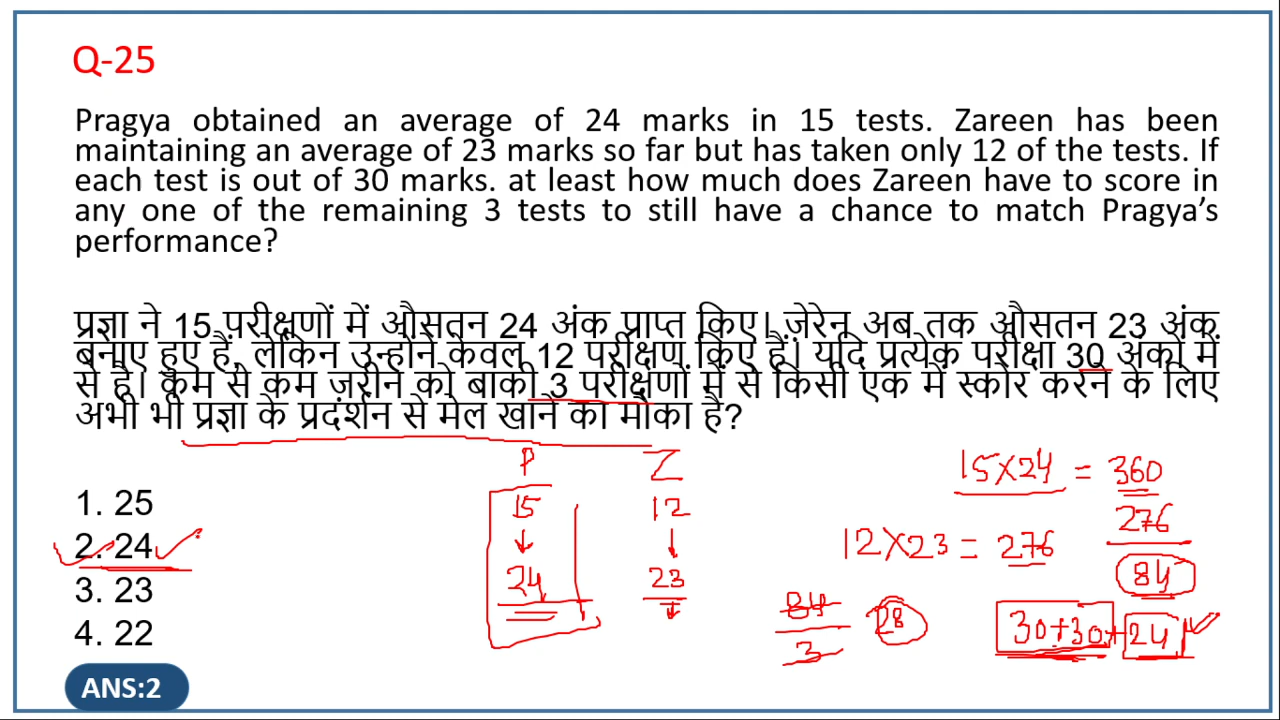 Q-25
Pragya obtained an average of 24 marks in 15 tests. Zareen has been
maintaining an average of 23 marks so far but has taken only 12 of the tests. If
each test is out of 30 marks. at least how much does Zareen have to score in
any one of the remaining 3 tests to still have a chance to match Pragya’s
performance?
प्रज्ञा ने 15 परीक्षणों में औसतन 24 अंक प्राप्त किए। ज़ेरेन अब तक औसतन 23 अंक
बनाए हुए हैं, लेकिन उन्होंने केवल 12 परीक्षण किए हैं। यदि प्रत्येक परीक्षा 30 अंकों में
से है। कम से कम ज़रीन को बाकी 3 परीक्षणों में से किसी एक में स्कोर करने के लिए
अभी भी प्रज्ञा के प्रदर्शन से मेल खाने का मौका है?
P Z
15 12
24 23
15×24 = 360
12×23 = 276
276
84
84
3
28
30+30+24
1. 25
2. 24
3. 23
4. 22
ANS:2